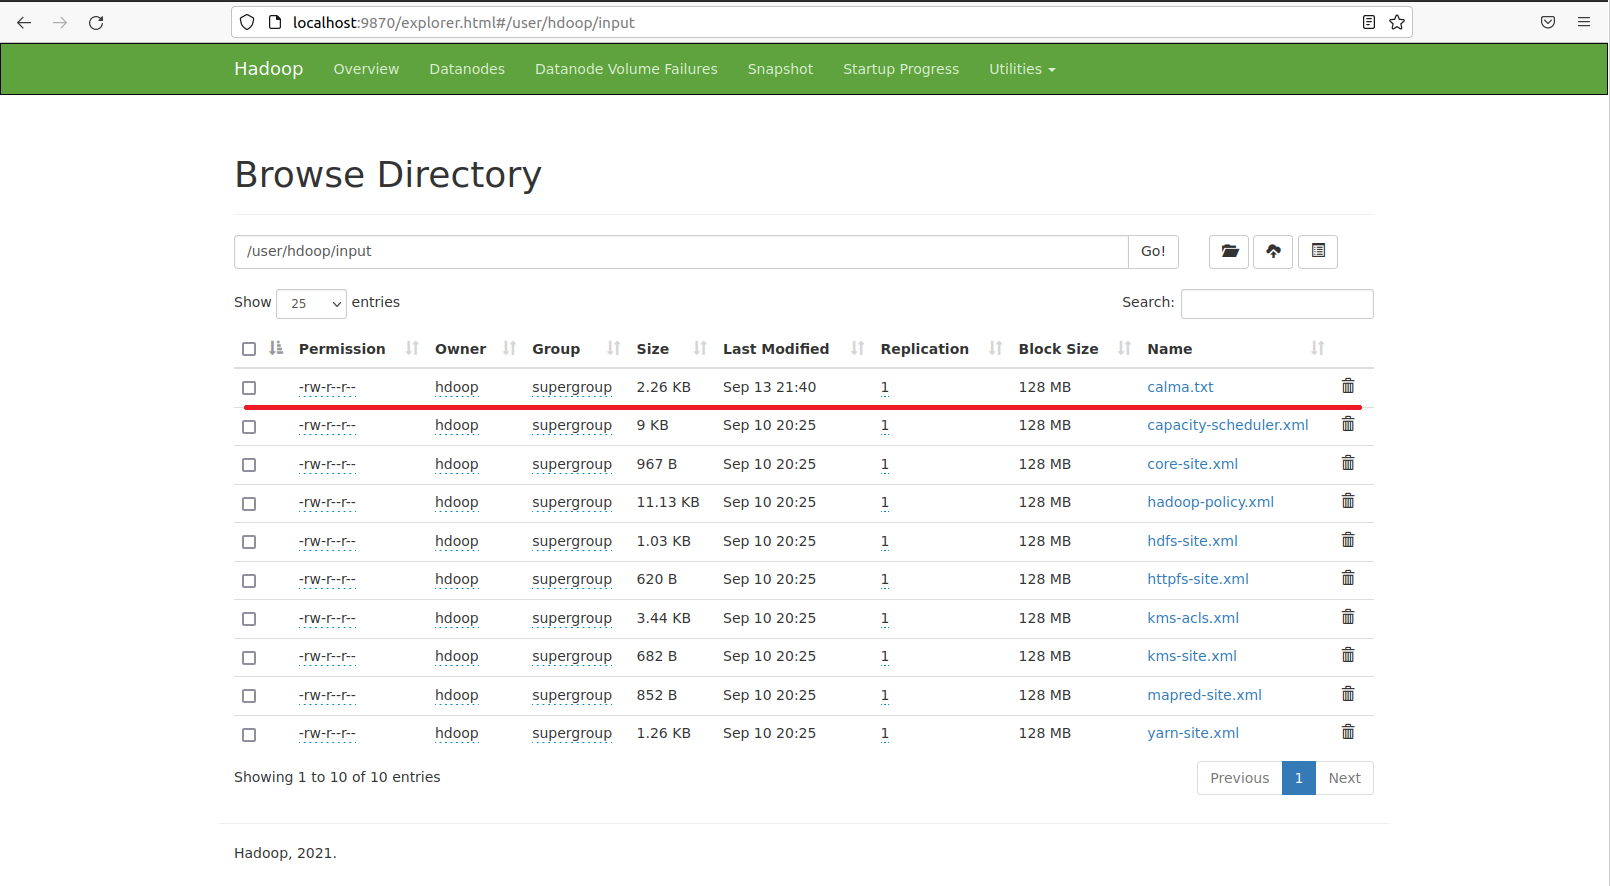 localhost:9870/explorer.html#/user/hdoop/input
Hadoop Overview Datanodes Datanode Volume Failures Snapshot Startup Progress Utilities
Browse Directory
/user/hdoop/input Go!
Show 25 entries Search:
Permission Owner Group Size Last Modified Replication Block Size Name
-rw-r--r-- hdoop supergroup 2.26 KB Sep 13 21:40 1 128 MB calma.txt
-rw-r--r-- hdoop supergroup 9 KB Sep 10 20:25 1 128 MB capacity-scheduler.xml
-rw-r--r-- hdoop supergroup 967 B Sep 10 20:25 1 128 MB core-site.xml
-rw-r--r-- hdoop supergroup 11.13 KB Sep 10 20:25 1 128 MB hadoop-policy.xml
-rw-r--r-- hdoop supergroup 1.03 KB Sep 10 20:25 1 128 MB hdfs-site.xml
-rw-r--r-- hdoop supergroup 620 B Sep 10 20:25 1 128 MB httpfs-site.xml
-rw-r--r-- hdoop supergroup 3.44 KB Sep 10 20:25 1 128 MB kms-acls.xml
-rw-r--r-- hdoop supergroup 682 B Sep 10 20:25 1 128 MB kms-site.xml
-rw-r--r-- hdoop supergroup 852 B Sep 10 20:25 1 128 MB mapred-site.xml
-rw-r--r-- hdoop supergroup 1.26 KB Sep 10 20:25 1 128 MB yarn-site.xml
Showing 1 to 10 of 10 entries Previous 1 Next
Hadoop, 2021.